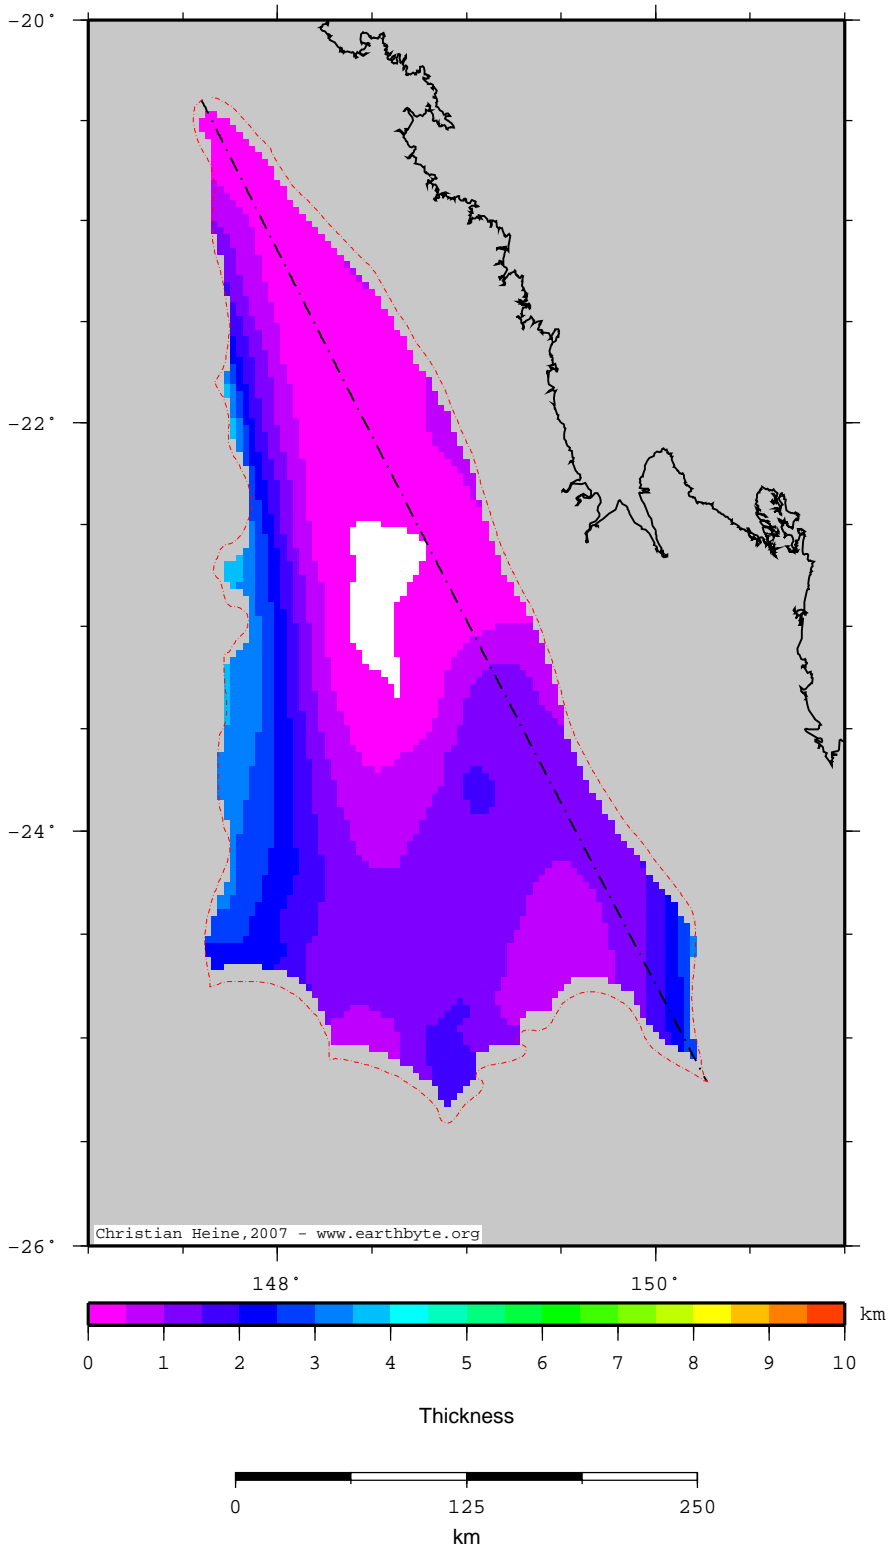 −20°
−22°
−24°
−26°
Christian Heine,2007 - www.earthbyte.org
148° 150°
km
0 1 2 3 4 5 6 7 8 9 10
Thickness
0 125 250
km